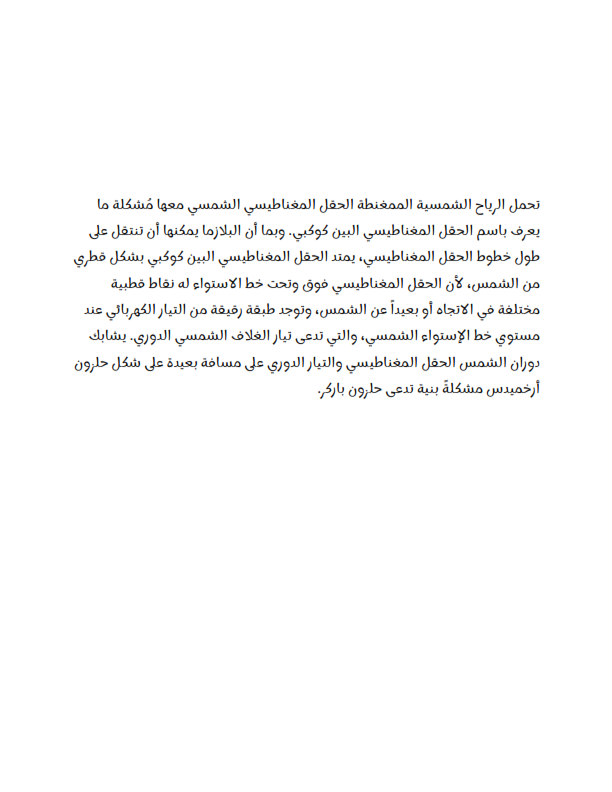 تحمل الرياح الشمسية الممغنطة الحقل المغناطيسي الشمسي معها مُشكلة ما
يعرف باسم الحقل المغناطيسي البين كوكبي. وبما أن البلازما يمكنها أن تنتقل على
طول خطوط الحقل المغناطيسي، يمتد الحقل المغناطيسي البين كوكبي بشكل قطري
من الشمس، لأن الحقل المغناطيسي فوق وتحت خط الاستواء له نقاط قطبية
مختلفة في الاتجاه أو بعيداً عن الشمس، وتوجد طبقة رقيقة من التيار الكهربائي عند
مستوي خط الإستواء الشمسي، والتي تدعى تيار الغلاف الشمسي الدوري. يشابك
دوران الشمس الحقل المغناطيسي والتيار الدوري على مسافة بعيدة على شكل حلزون
أرخميدس مشكلةً بنية تدعى حلزون باركر.